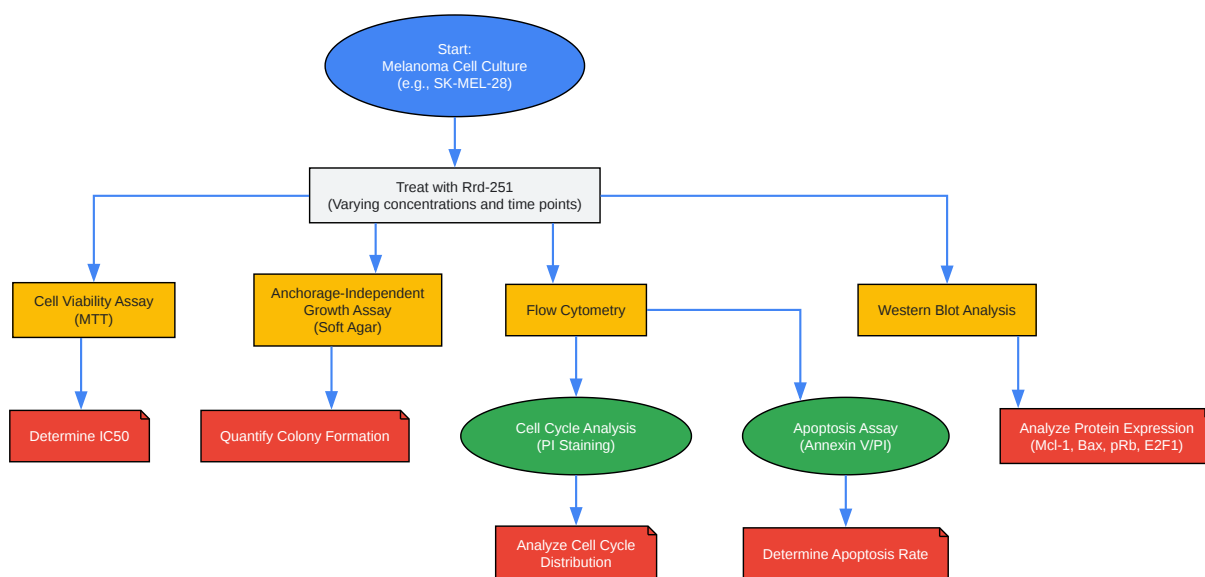 Start:
Melanoma Cell Culture
(e.g., SK-MEL-28)
Treat with Rrd-251
(Varying concentrations and time points)
Cell Viability Assay
(MTT)
Anchorage-Independent
Growth Assay
(Soft Agar)
Flow Cytometry
Western Blot Analysis
Determine IC50
Quantify Colony Formation
Cell Cycle Analysis
(PI Staining)
Apoptosis Assay
(Annexin V/PI)
Analyze Protein Expression
(Mcl-1, Bax, pRb, E2F1)
Analyze Cell Cycle
Distribution
Determine Apoptosis Rate